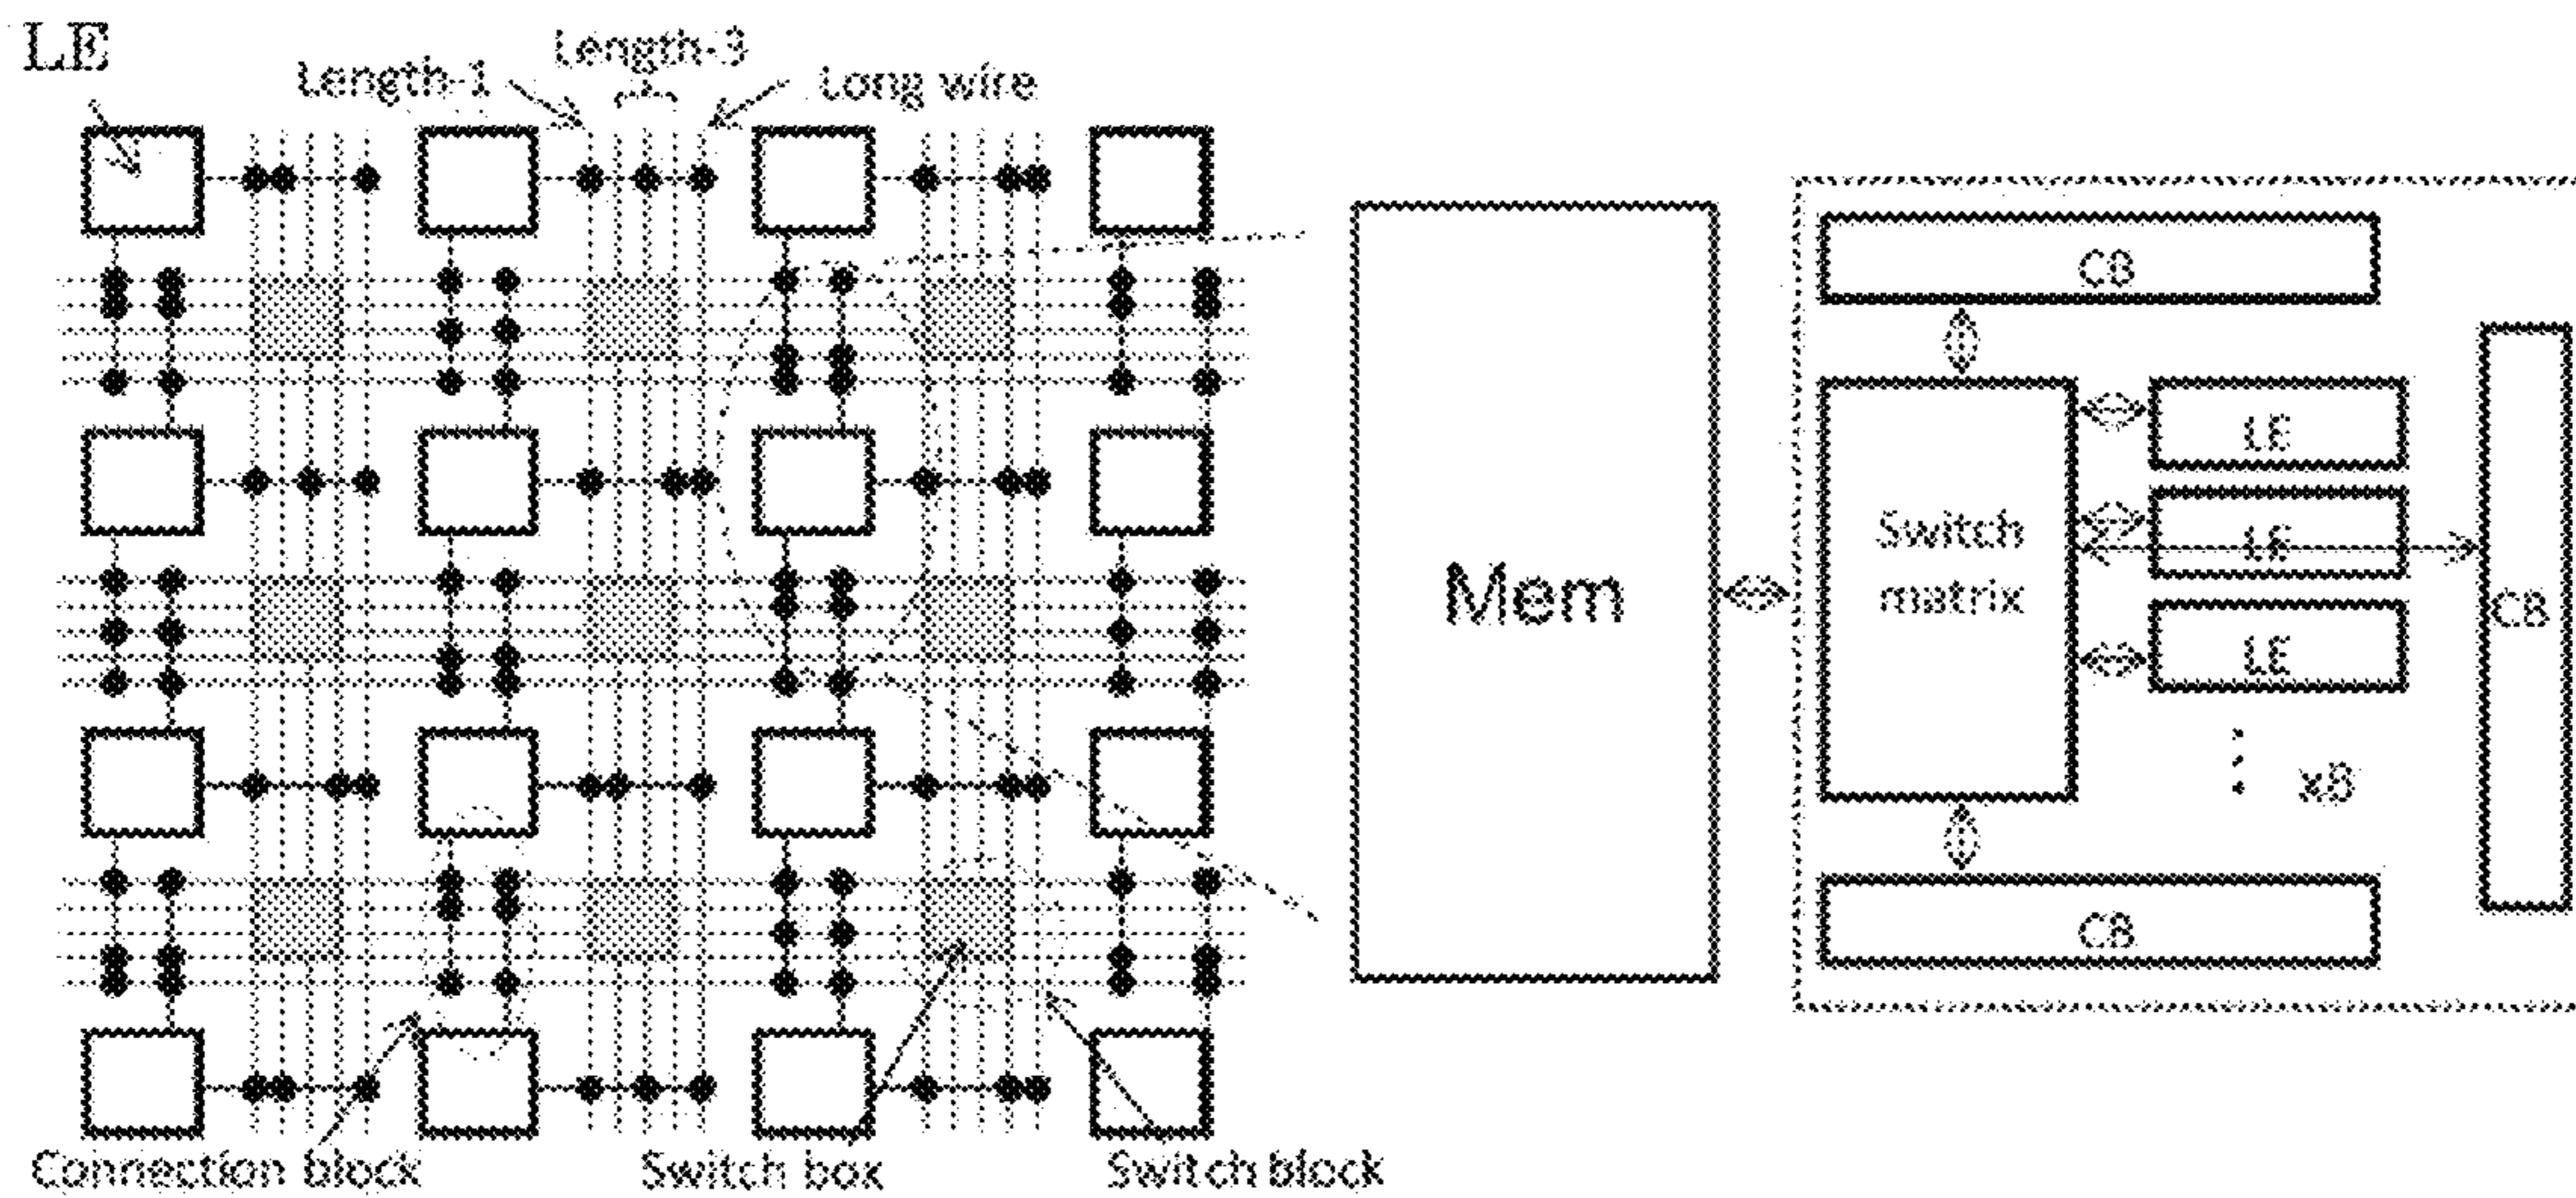 LE
Length-1
Length-3
Long wire
Connection block
Switch box
Switch block
Mem
CB
Switch
matrix
LE
LE
LE
x8
CB
CB